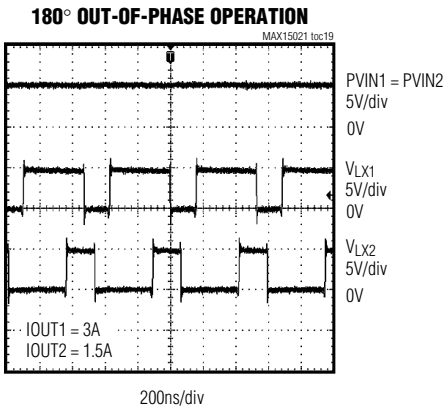 180° OUT-OF-PHASE OPERATION
MAX15021 toc19
T
PVIN1 = PVIN2
5V/div
0V
VLX1
5V/div
0V
VLX2
5V/div
0V
IOUT1 = 3A
IOUT2 = 1.5A
200ns/div